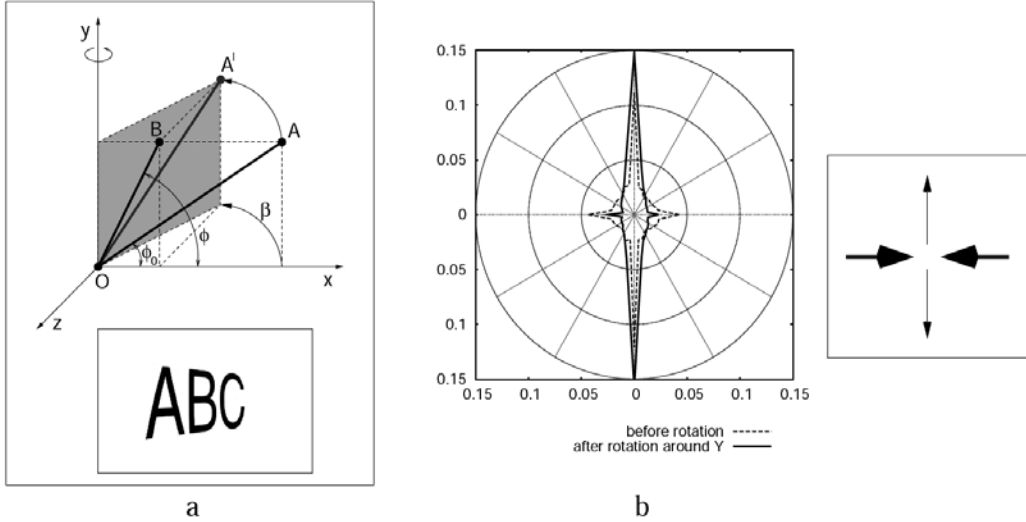 y
A'
B
A
β
ϕ
ϕ0
O
x
z
ABC
a
0.15
0.1
0.05
0
0.05
0.1
0.15
0.15 0.1 0.05 0 0.05 0.1 0.15
before rotation
after rotation around Y
b